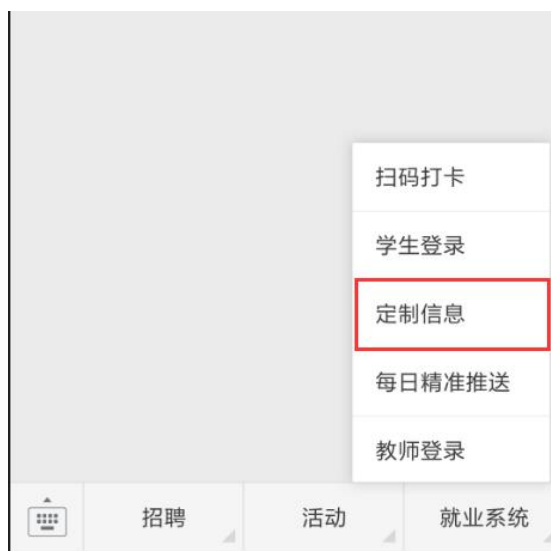 扫码打卡
学生登录
定制信息
每日精准推送
教师登录
招聘
活动
就业系统